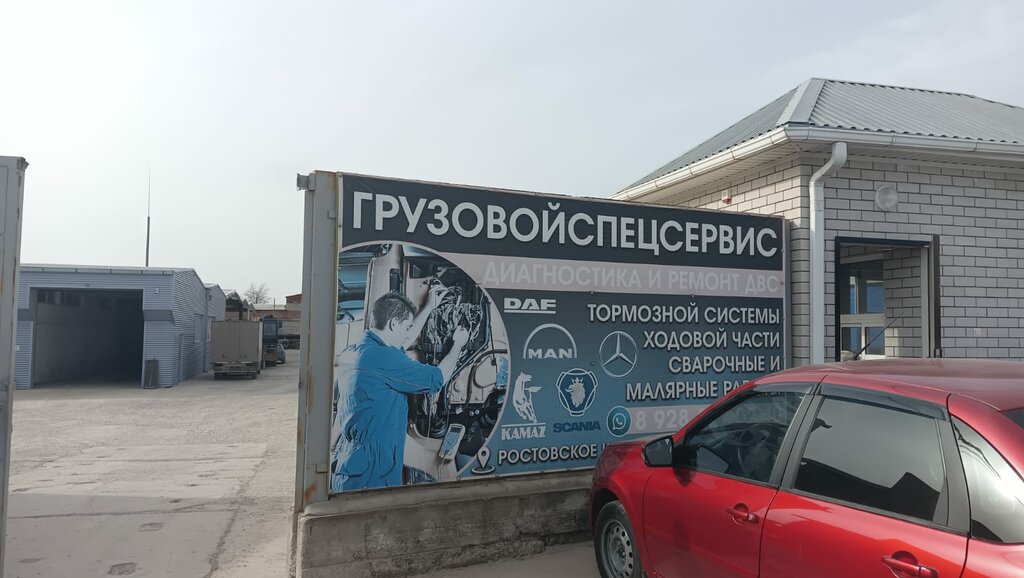 ГРУЗОВОЙСПЕЦСЕРВИС
ДИАГНОСТИКА И РЕМОНТ ДВС
DAF
ТОРМОЗНОЙ СИСТЕМЫ
ХОДОВОЙ ЧАСТИ
MAN
СВАРОЧНЫЕ И
МАЛЯРНЫЕ
KAMAZ
SCANIA
8 928
РОСТОВСКОЕ